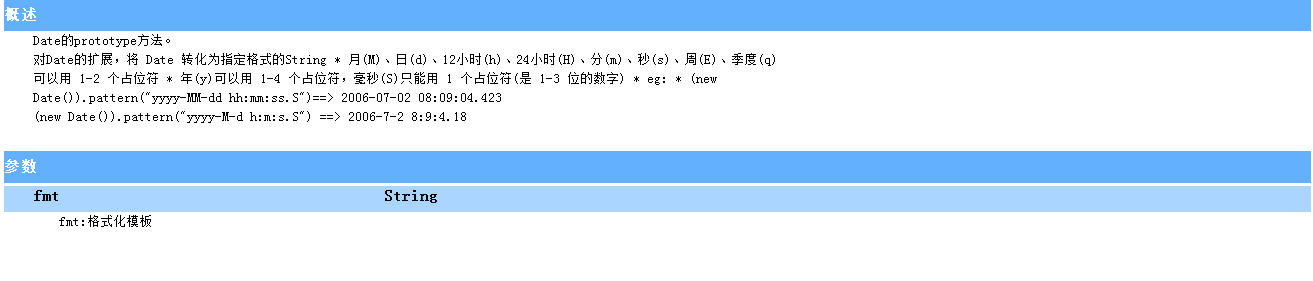 概述
Date的prototype方法。
对Date的扩展，将 Date 转化为指定格式的String * 月(M)、日(d)、12小时(h)、24小时(H)、分(m)、秒(s)、周(E)、季度(q)
可以用 1-2 个占位符 * 年(y)可以用 1-4 个占位符，毫秒(S)只能用 1 个占位符(是 1-3 位的数字) * eg: * (new
Date()).pattern("yyyy-MM-dd hh:mm:ss.S")==> 2006-07-02 08:09:04.423
(new Date()).pattern("yyyy-M-d h:m:s.S") ==> 2006-7-2 8:9:4.18
参数
fmt String
fmt:格式化模板